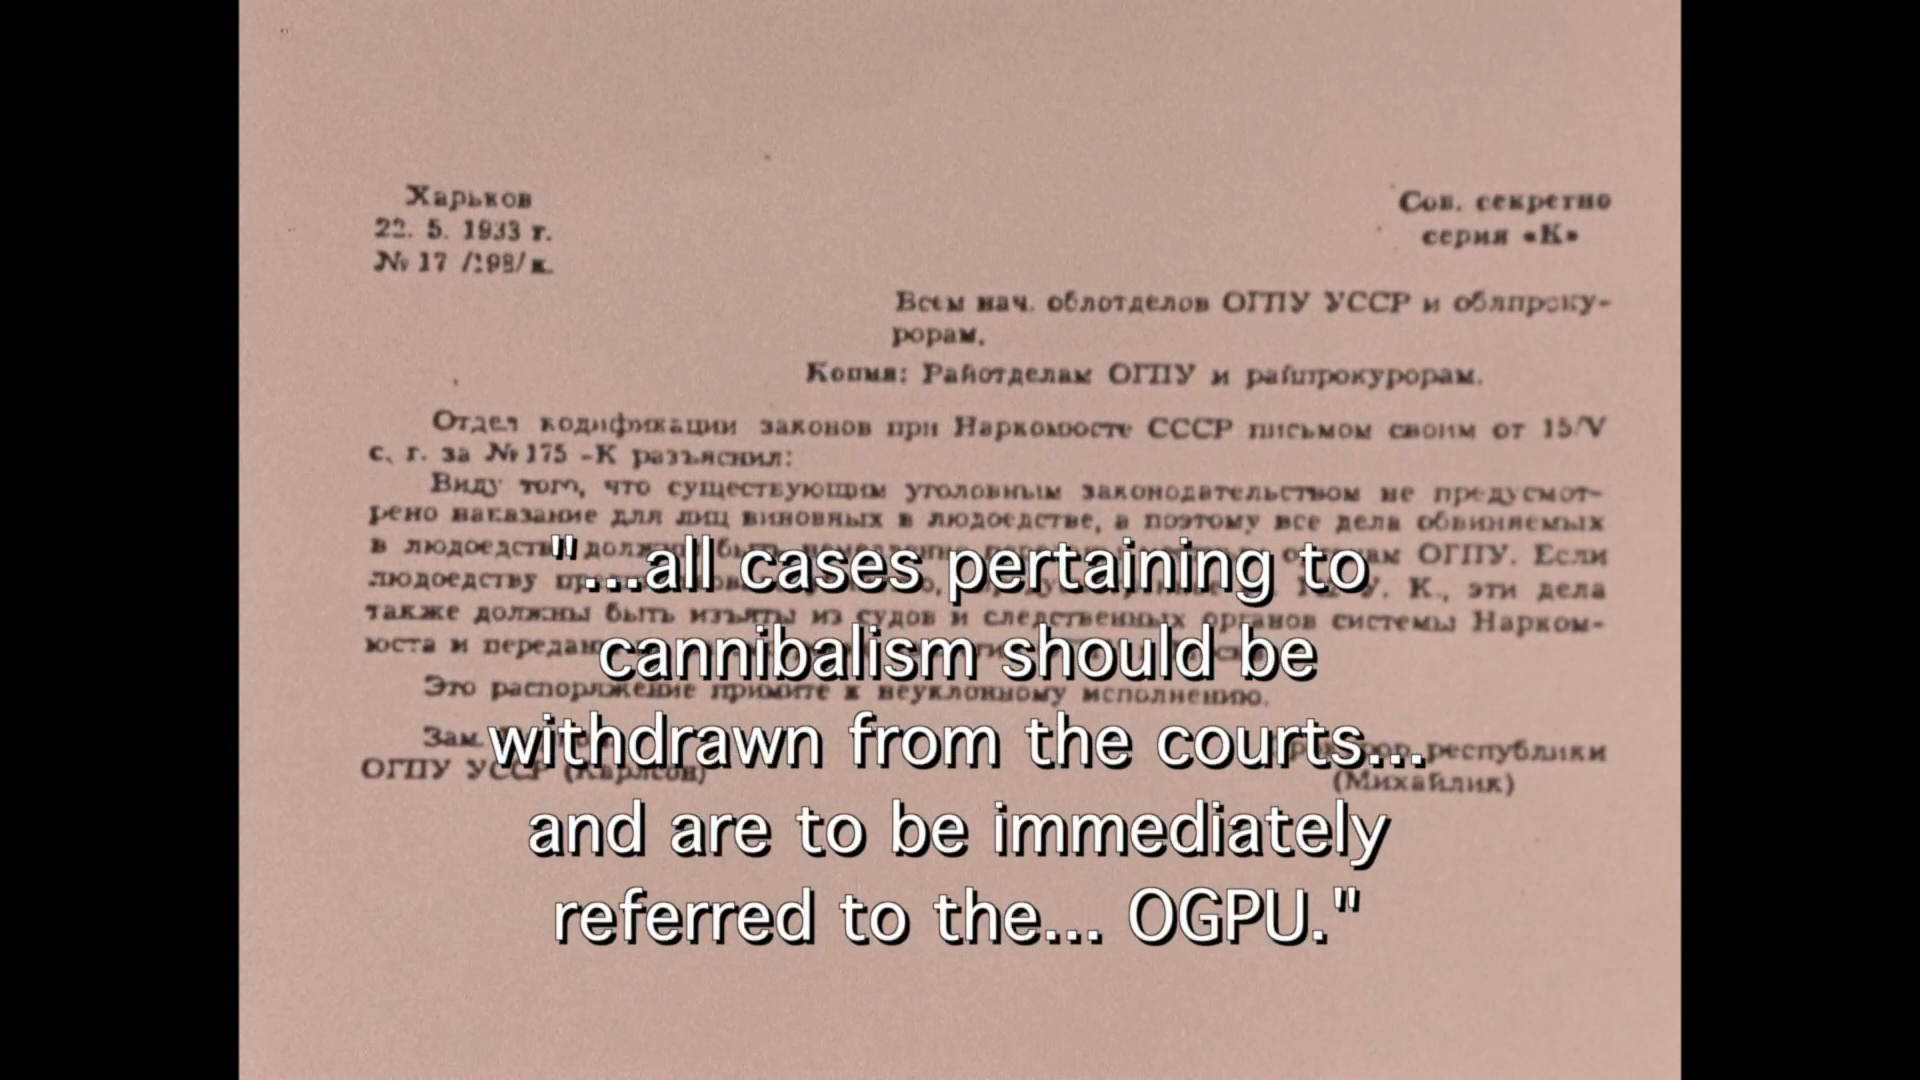 Харьков
22. 5. 1933 г.
№ 17 /198/ к.
Сов. секретно
серия «К»
Всем нач. облотделов ОГПУ УССР и облпроку-
рорам.
Копия: Райотделам ОГПУ и райпрокурорам.
Отдел кодификации законов при Наркомюсте СССР письмом своим от 15/V
с. г. за № 175 -К разъяснил:
Виду того, что существующим уголовным законодательством не предусмот-
рено наказание для лиц виновных в людоедстве, а поэтому все дела обвиняемых
в людоедстве ОГПУ. Если
людоедству У. К., эти дела
также должны быть изъяты из судов и следственных органов системы Нарком-
юста и
Это распоряжение примите к неуклонному исполнению.
Зам.
ОГПУ УССР (Карлсон)
республики
(Михайлик)
"...all cases pertaining to
cannibalism should be
withdrawn from the courts...
and are to be immediately
referred to the... OGPU."